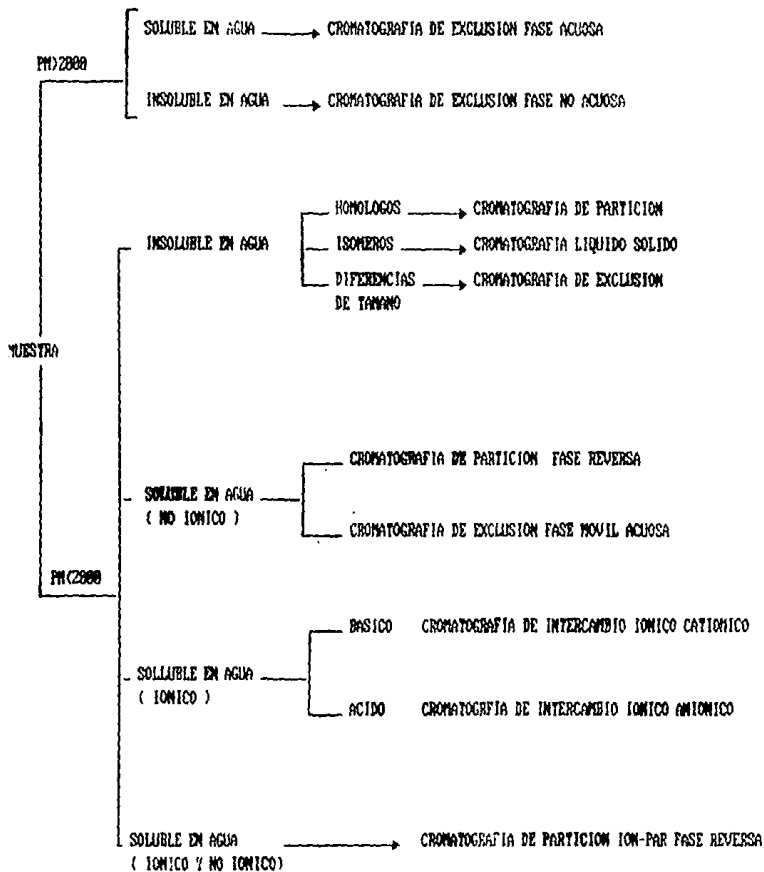 SOLUBLE EN AGUA CROMATOGRAFIA DE EXCLUSION FASE ACUOSA
PM>2000
INSOLUBLE EN AGUA CROMATOGRAFIA DE EXCLUSION FASE NO ACUOSA
HOMOLOGOS CROMATOGRAFIA DE PARTICION
INSOLUBLE EN AGUA ISOMEROS CROMATOGRAFIA LIQUIDO SOLIDO
DIFERENCIAS CROMATOGRAFIA DE EXCLUSION
DE TAMANO
MUESTRA
CROMATOGRAFIA DE PARTICION FASE REVERSA
SOLUBLE EN AGUA
( NO IONICO )
CROMATOGRAFIA DE EXCLUSION FASE MOVIL ACUOSA
PM<2000
BASICO CROMATOGRAFIA DE INTERCAMBIO IONICO CATIONICO
SOLLUBLE EN AGUA
( IONICO )
ACIDO CROMATOGRFIA DE INTERCAMBIO IONICO ANIONICO
SOLUBLE EN AGUA CROMATOGRAFIA DE PARTICION ION-PAR FASE REVERSA
( IONICO Y NO IONICO)